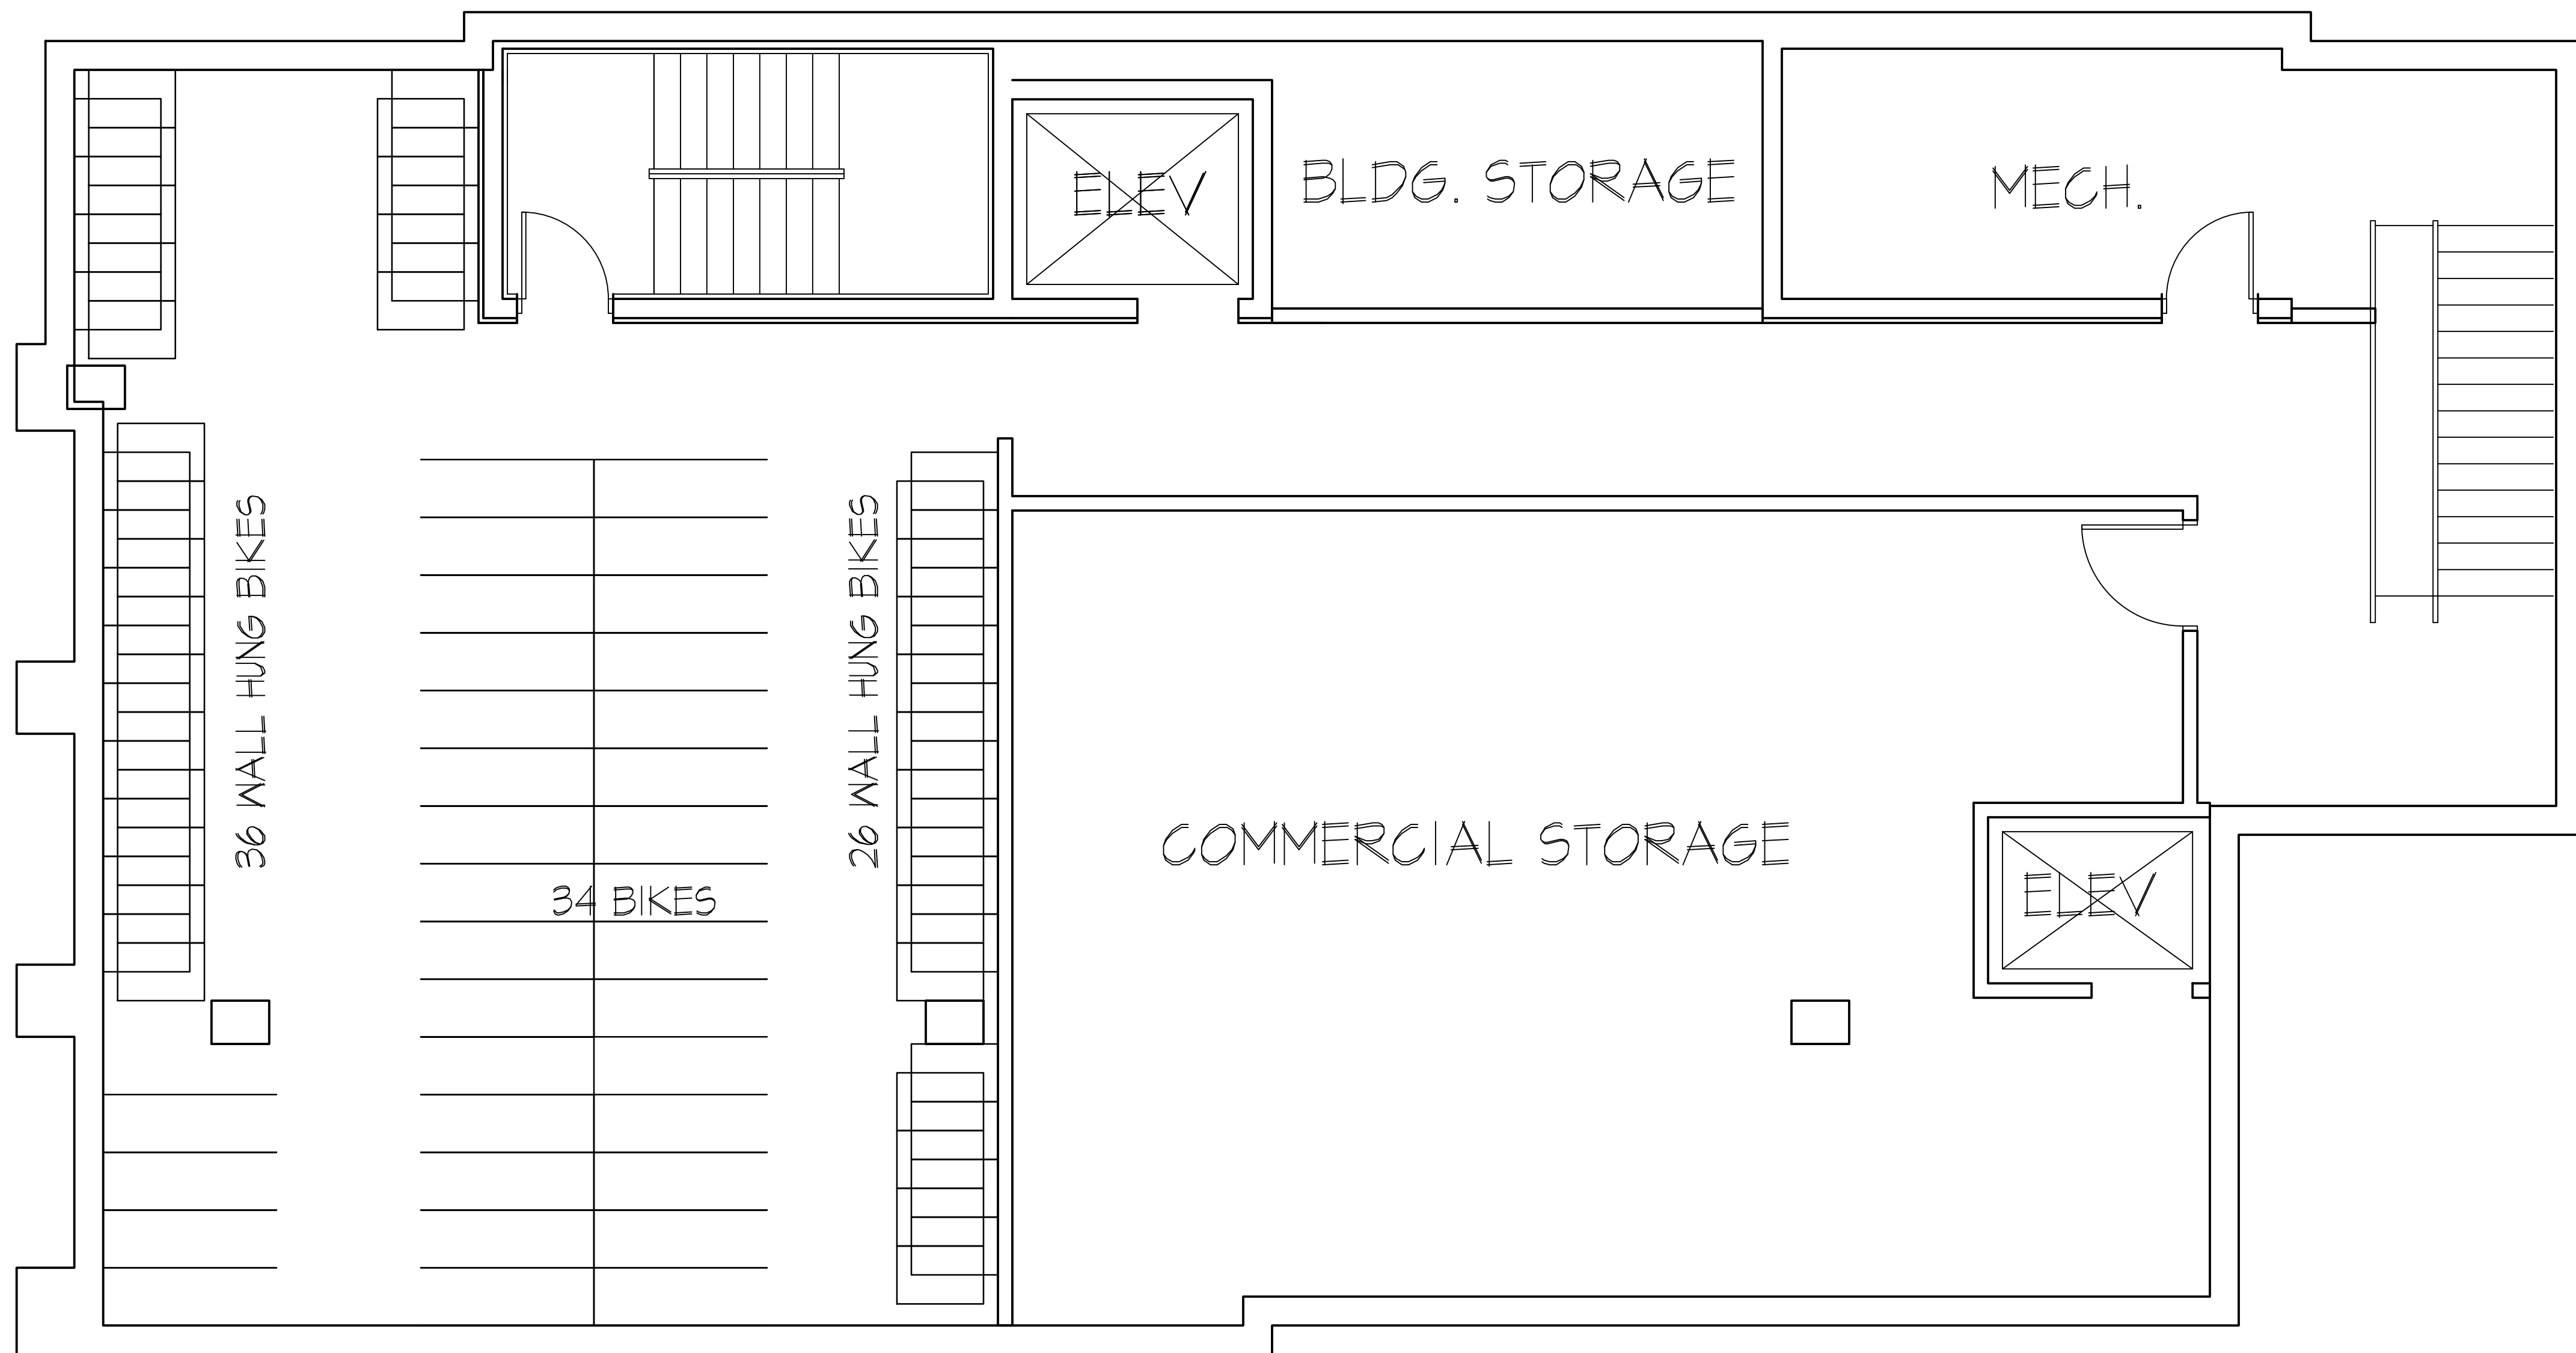 ELEV
BLDG. STORAGE
MECH.
36 WALL HUNG BIKES
26 WALL HUNG BIKES
34 BIKES
COMMERCIAL STORAGE
ELEV